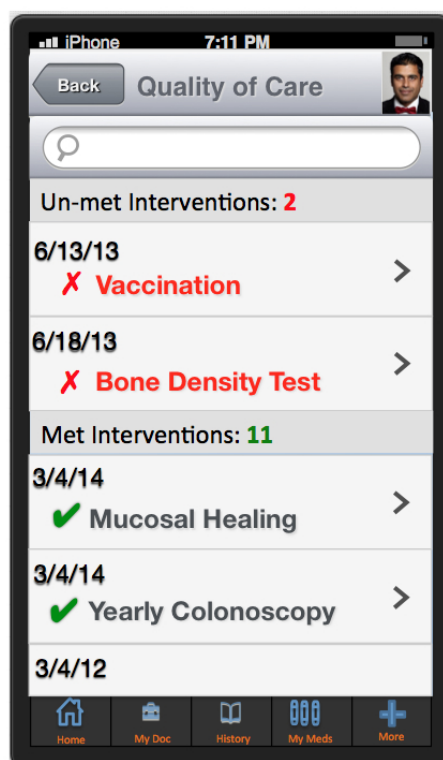 iPhone 7:11 PM
Back Quality of Care
Un-met Interventions: 2
6/13/13
✗ Vaccination
6/18/13
✗ Bone Density Test
Met Interventions: 11
3/4/14
✔ Mucosal Healing
3/4/14
✔ Yearly Colonoscopy
3/4/12
Home My Doc History My Meds More